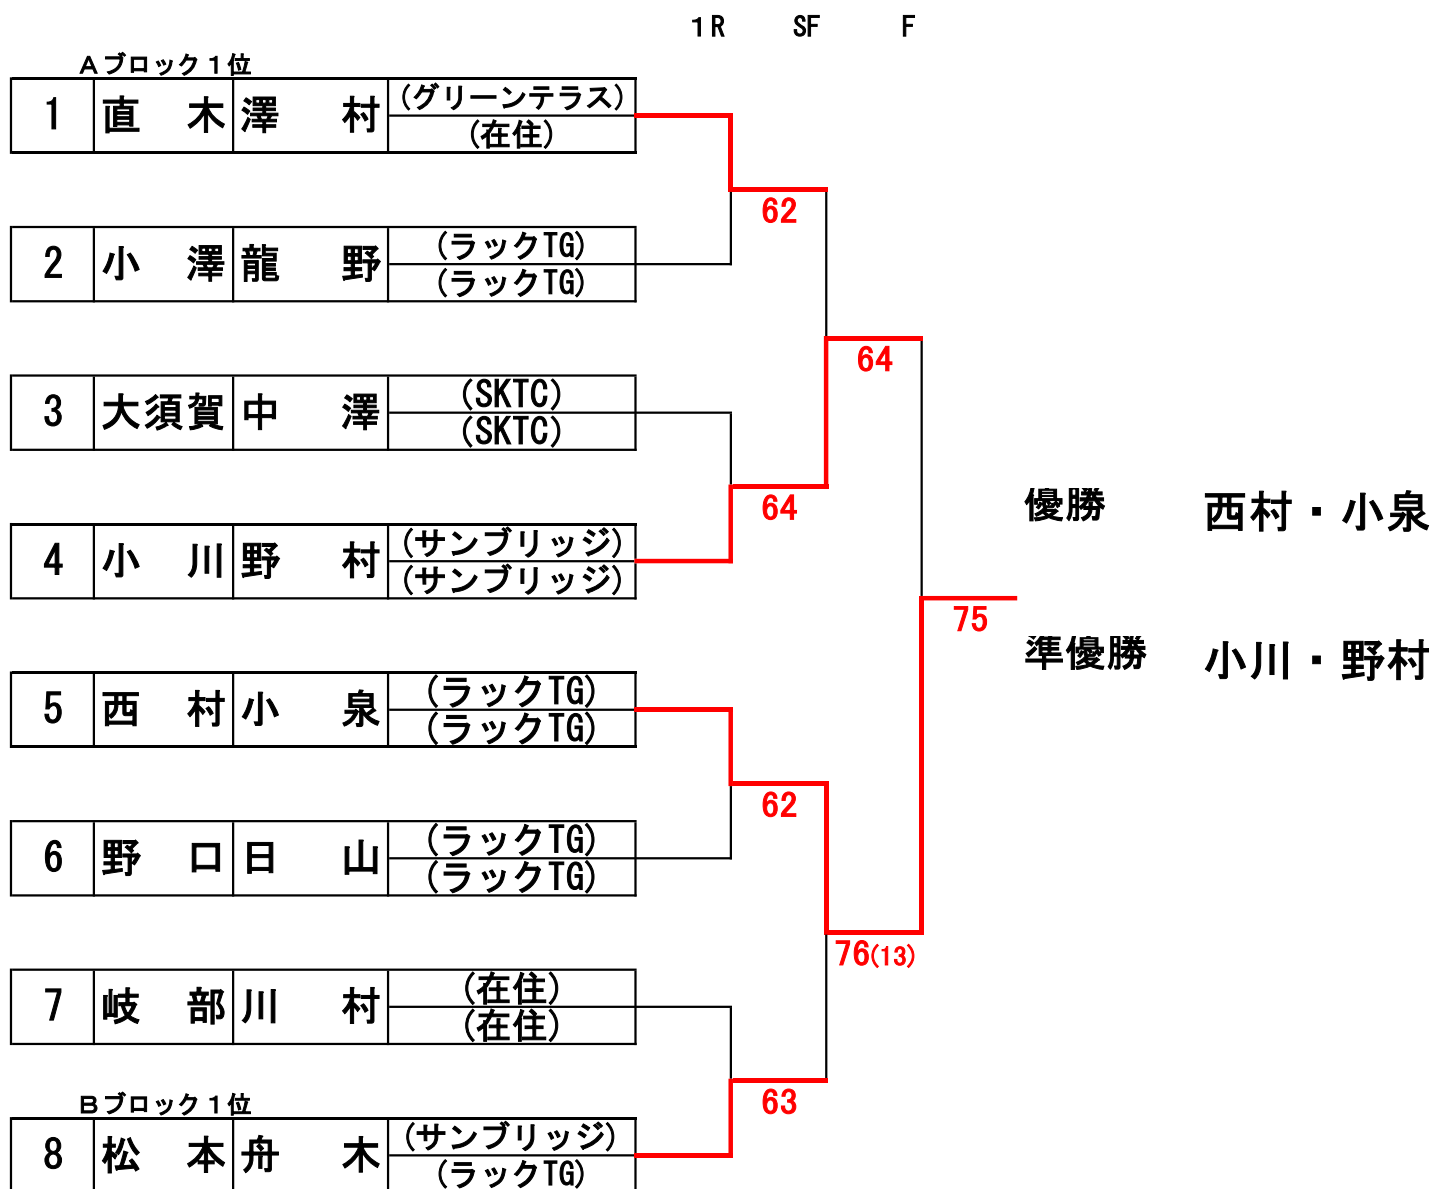 1R SF F
Aブロック1位
1 直木 澤村 (グリーンテラス)
(在住)
62
2 小澤 龍野 (ラックTG)
(ラックTG)
64
3 大須賀 中澤 (SKTC)
(SKTC)
64
優勝 西村・小泉
4 小川 野村 (サンブリッジ)
(サンブリッジ)
75
準優勝 小川・野村
5 西村 小泉 (ラックTG)
(ラックTG)
62
6 野口 日山 (ラックTG)
(ラックTG)
76(13)
7 岐部 川村 (在住)
(在住)
63
Bブロック1位
8 松本 舟木 (サンブリッジ)
(ラックTG)